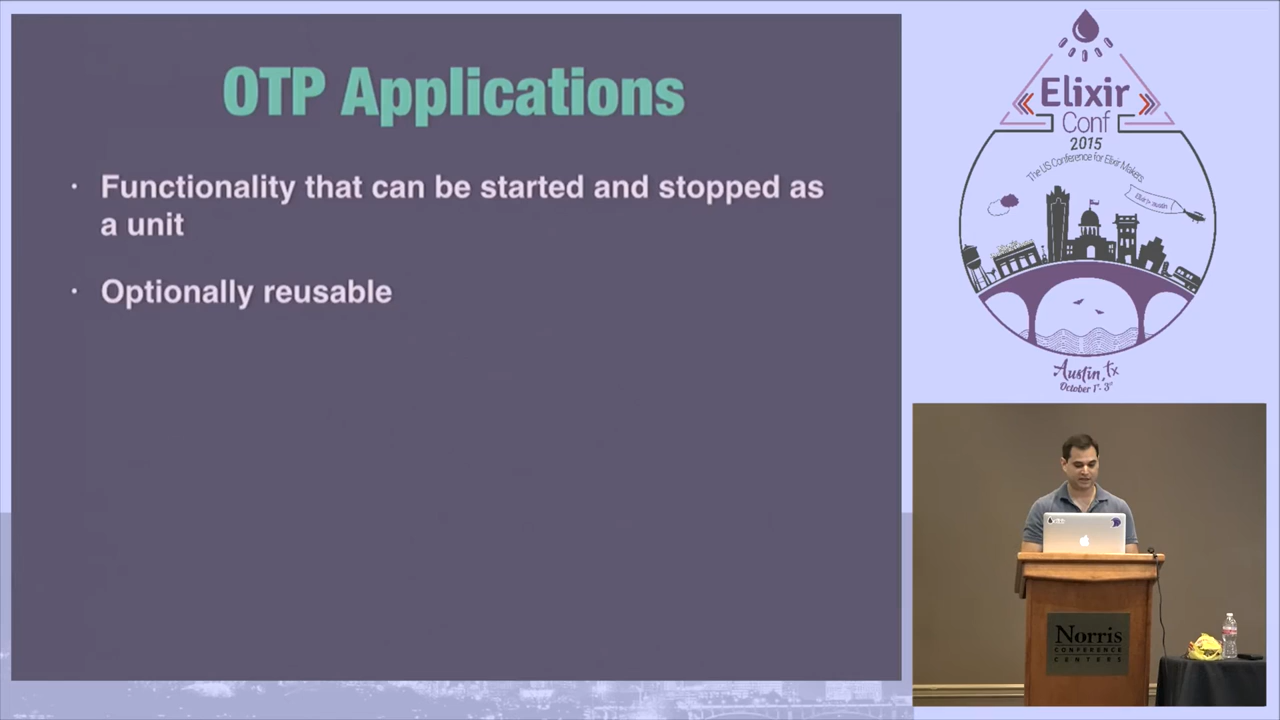 OTP Applications
· Functionality that can be started and stopped as
a unit
· Optionally reusable
Elixir
Conf
2015
The US Conference for Elixir Makers
Austin, tx
October 1st - 3rd
Norris
CONFERENCE
CENTERS